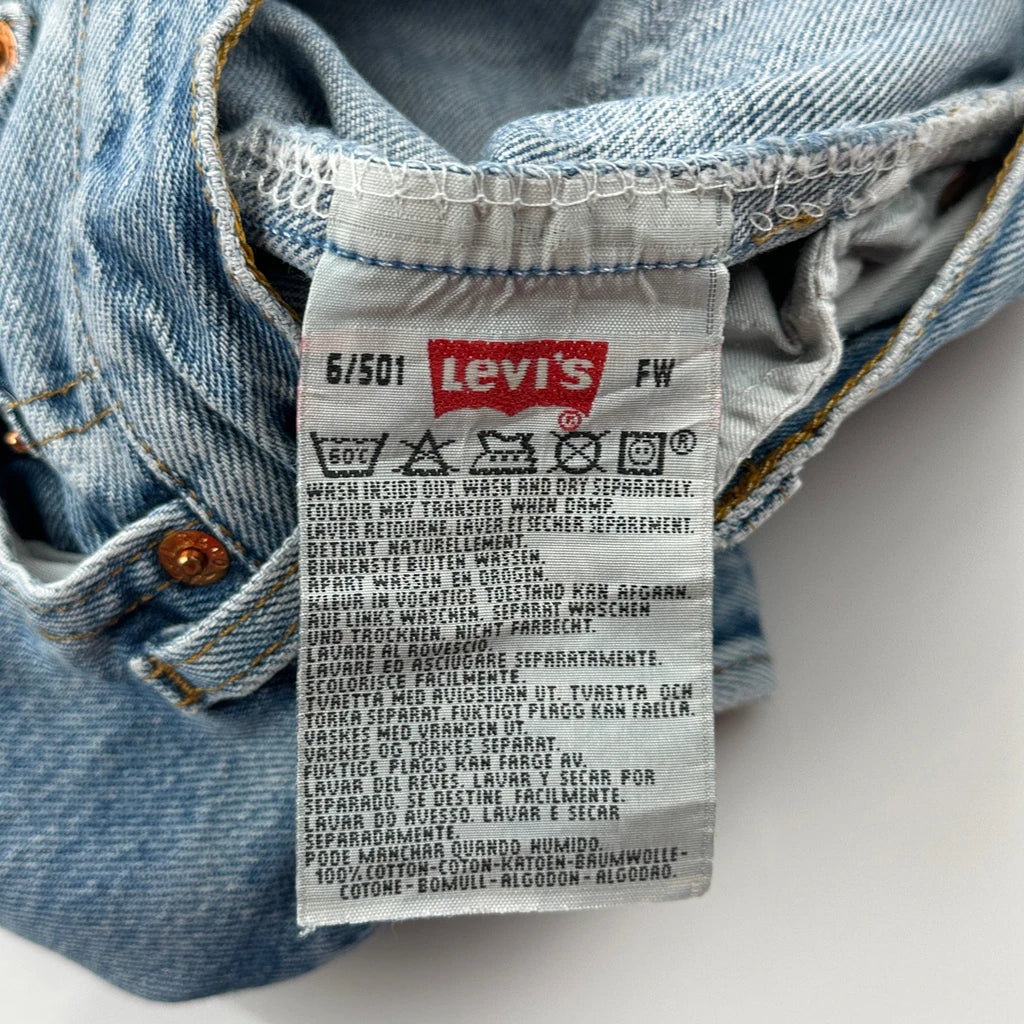 6/501 Levi's FW
®
60°C ®
WASH INSIDE OUT. WASH AND DRY SEPARATELY.
COLOUR MAY TRANSFER WHEN DAMP.
LAVER RETOURNE. LAVER ET SECHER SEPAREMENT.
DETEINT NATURELLEMENT.
BINNENSTE BUITEN WASSEN.
APART WASSEN EN DROGEN.
KLEUR IN VOCHTIGE TOESTAND KAN AFGAAN.
AUF LINKS WASCHEN. SEPARAT WASCHEN
UND TROCKNEN. NICHT FARBECHT.
LAVARE AL ROVESCIO.
LAVARE ED ASCIUGARE SEPARATAMENTE.
SCOLORISCE FACILMENTE.
TVAETTA MED AVIGSIDAN UT. TVAETTA OCH
TORKA SEPARAT. FUKTIGT PLAGG KAN FAELLA.
VASKES MED VRANGEN UT.
VASKES OG TORKES SEPARAT.
FUKTIGE PLAGG KAN FARGE AV.
LAVAR DEL REVES. LAVAR Y SECAR POR
SEPARADO. SE DESTINE FACILMENTE.
LAVAR DO AVESSO. LAVAR E SECAR
SEPARADAMENTE.
PODE MANCHAR QUANDO HUMIDO.
100% COTTON-COTON-KATOEN-BAUMWOLLE-
COTONE-BOMULL-ALGODON-ALGODAO.